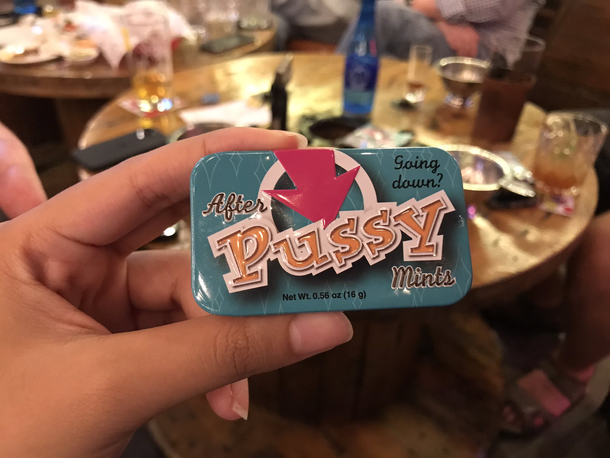 Going
down?
After
Pussy
Mints
Net Wt. 0.56 oz (16 g)